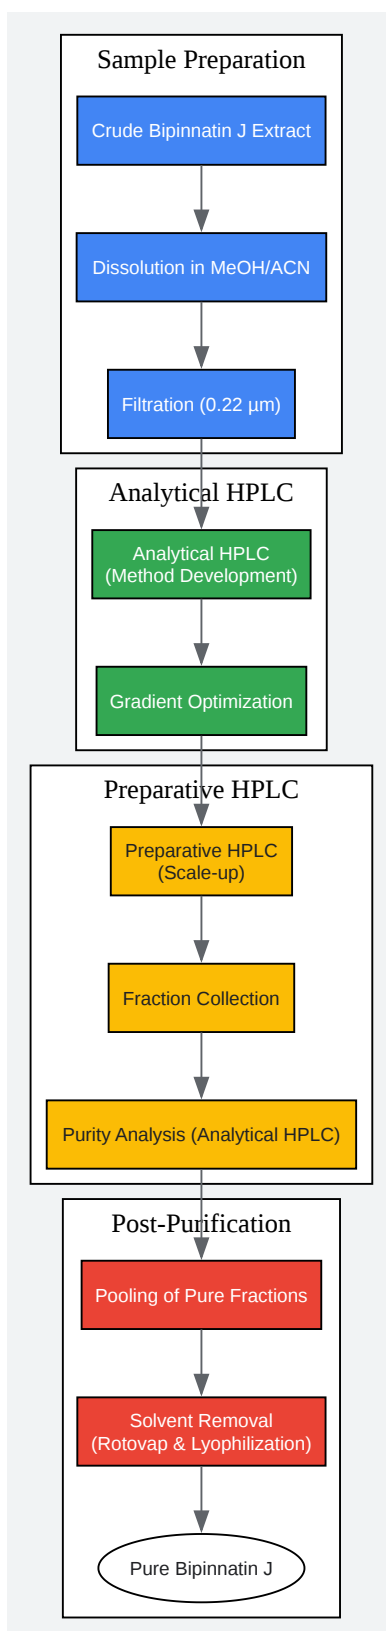 Sample Preparation
Crude Bipinnatin J Extract
Dissolution in MeOH/ACN
Filtration (0.22 µm)
Analytical HPLC
Analytical HPLC
(Method Development)
Gradient Optimization
Preparative HPLC
Preparative HPLC
(Scale-up)
Fraction Collection
Purity Analysis (Analytical HPLC)
Post-Purification
Pooling of Pure Fractions
Solvent Removal
(Rotovap & Lyophilization)
Pure Bipinnatin J